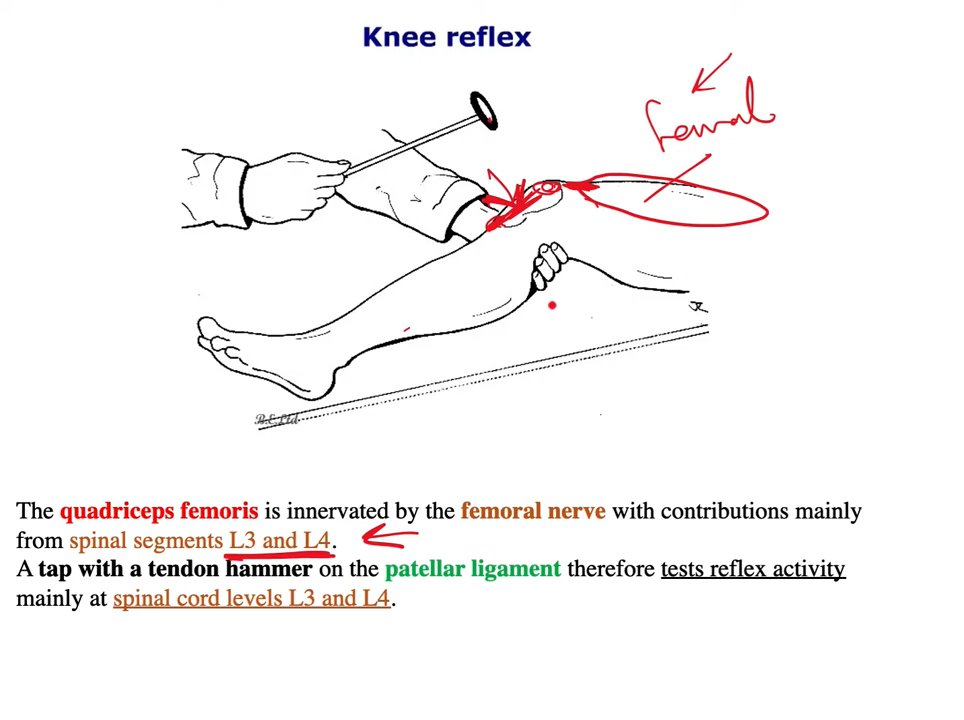 Knee reflex
femoral
B.E.Ltd
The quadriceps femoris is innervated by the femoral nerve with contributions mainly
from spinal segments L3 and L4.
A tap with a tendon hammer on the patellar ligament therefore tests reflex activity
mainly at spinal cord levels L3 and L4.